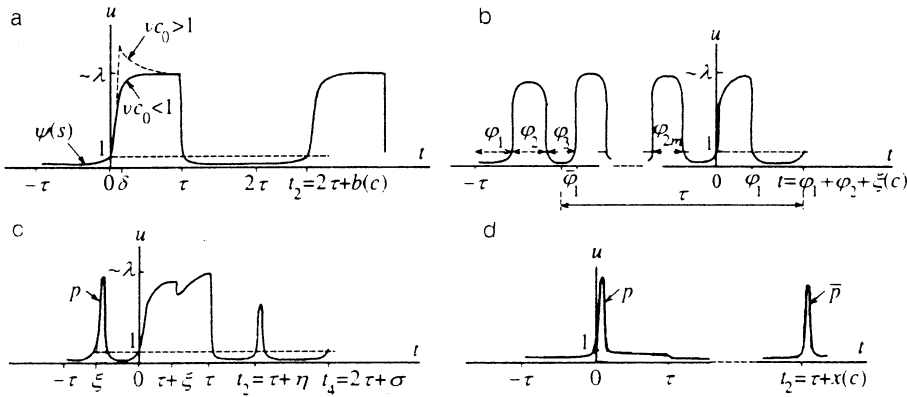 a
u
νc₀>1
~λ
νc₀<1
ψ(s)
1
t
−τ 0 δ τ 2τ t₂=2τ+b(c)
b
u
~λ
φ₁ φ₂ φ₃ φ₂ₘ 1
t
−τ φ̄₁ 0 φ₁ t=φ₁+φ₂+ξ(c)
τ
c
u
~λ
p
1
t
−τ ξ 0 τ+ξ τ t₂=τ+η t₄=2τ+σ
d
u
p p̄
1
t
−τ 0 τ t₂=τ+x(c)